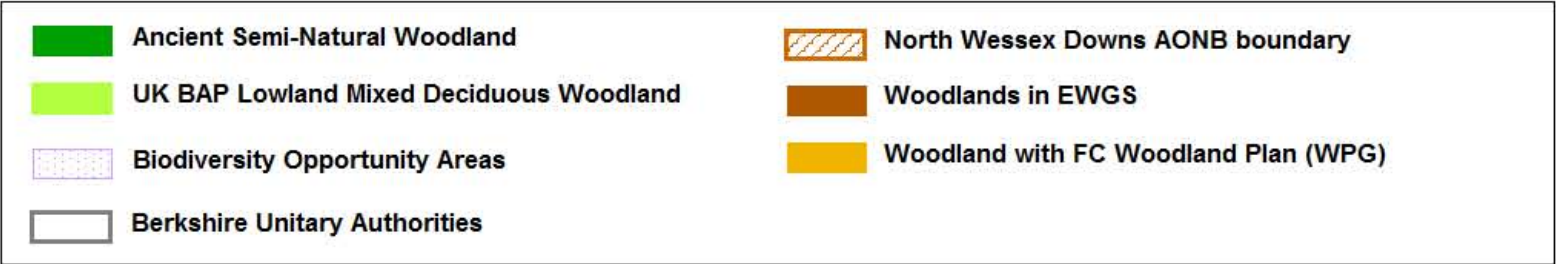 Ancient Semi-Natural Woodland
UK BAP Lowland Mixed Deciduous Woodland
Biodiversity Opportunity Areas
Berkshire Unitary Authorities
North Wessex Downs AONB boundary
Woodlands in EWGS
Woodland with FC Woodland Plan (WPG)